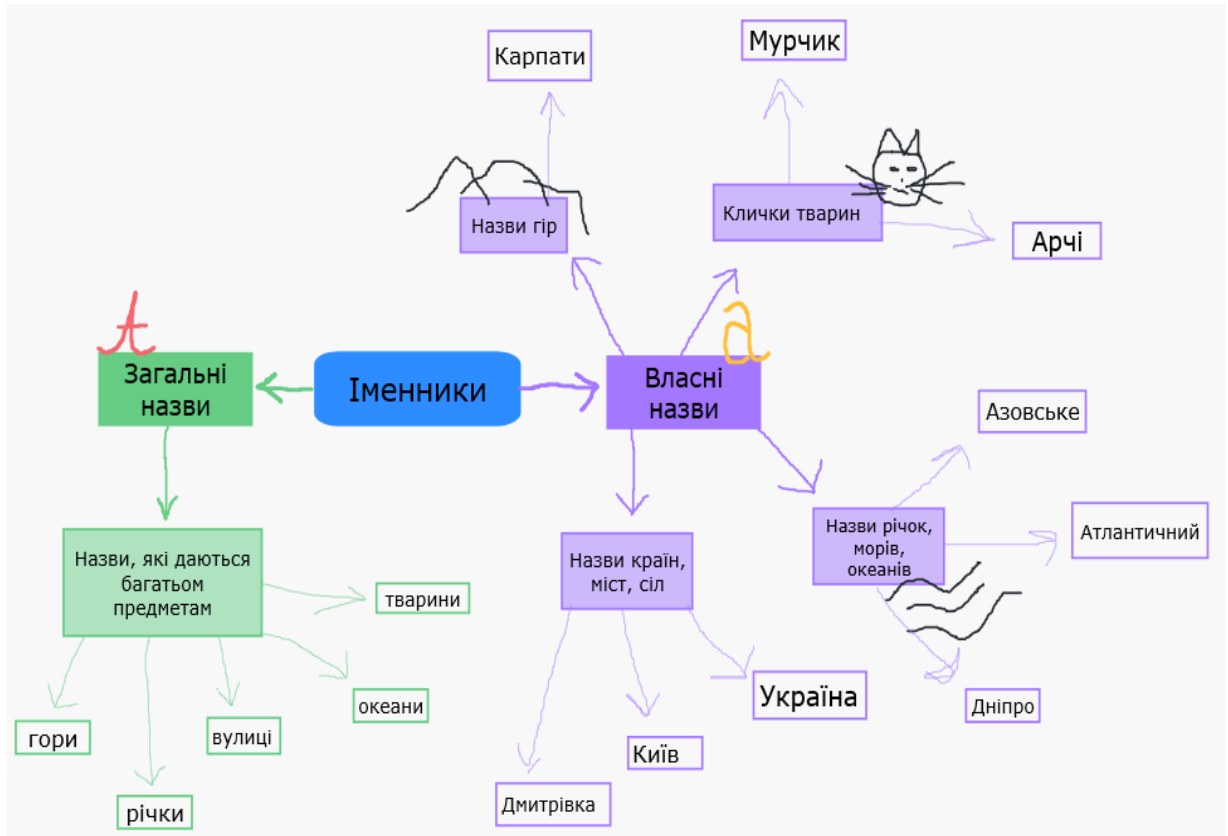 Карпати
Мурчик
Назви гір
Клички тварин
Арчі
A
а
Загальні
назви
Іменники
Власні
назви
Азовське
Атлантичний
Назви річок,
морів,
океанів
Назви, які даються
багатьом
предметам
Назви країн,
міст, сіл
тварини
океани
Україна
Дніпро
гори
вулиці
Київ
річки
Дмитрівка